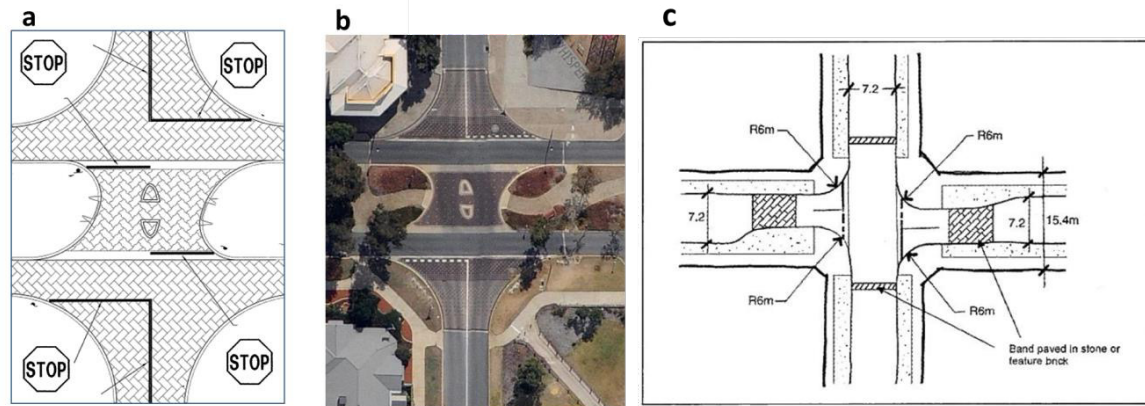 a
STOP
STOP
STOP
STOP
b
c
7.2
R6m
R6m
7.2
7.2
15.4m
R6m
R6m
Band paved in stone or
feature brick